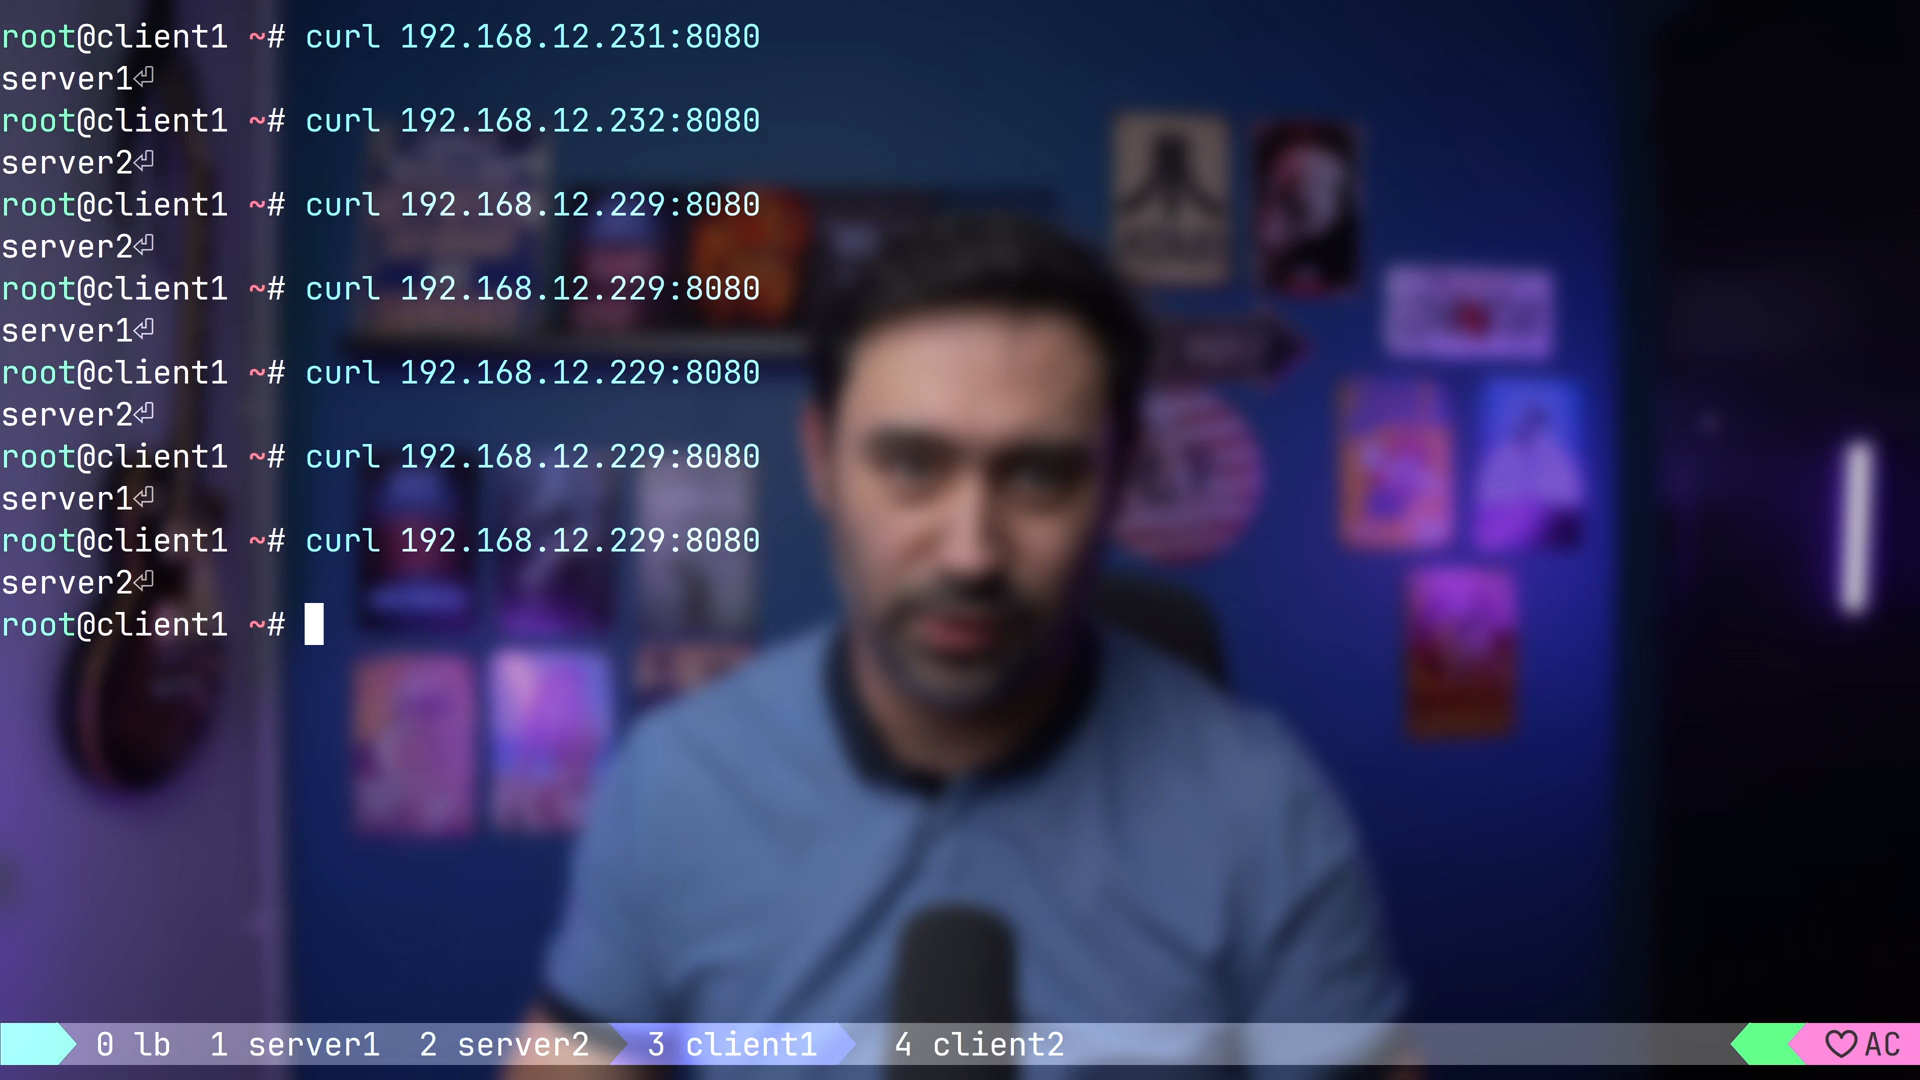 root@client1 ~# curl 192.168.12.231:8080
server1⏎
root@client1 ~# curl 192.168.12.232:8080
server2⏎
root@client1 ~# curl 192.168.12.229:8080
server2⏎
root@client1 ~# curl 192.168.12.229:8080
server1⏎
root@client1 ~# curl 192.168.12.229:8080
server2⏎
root@client1 ~# curl 192.168.12.229:8080
server1⏎
root@client1 ~# curl 192.168.12.229:8080
server2⏎
root@client1 ~#
0 lb 1 server1 2 server2 3 client1 4 client2 ♡ AC